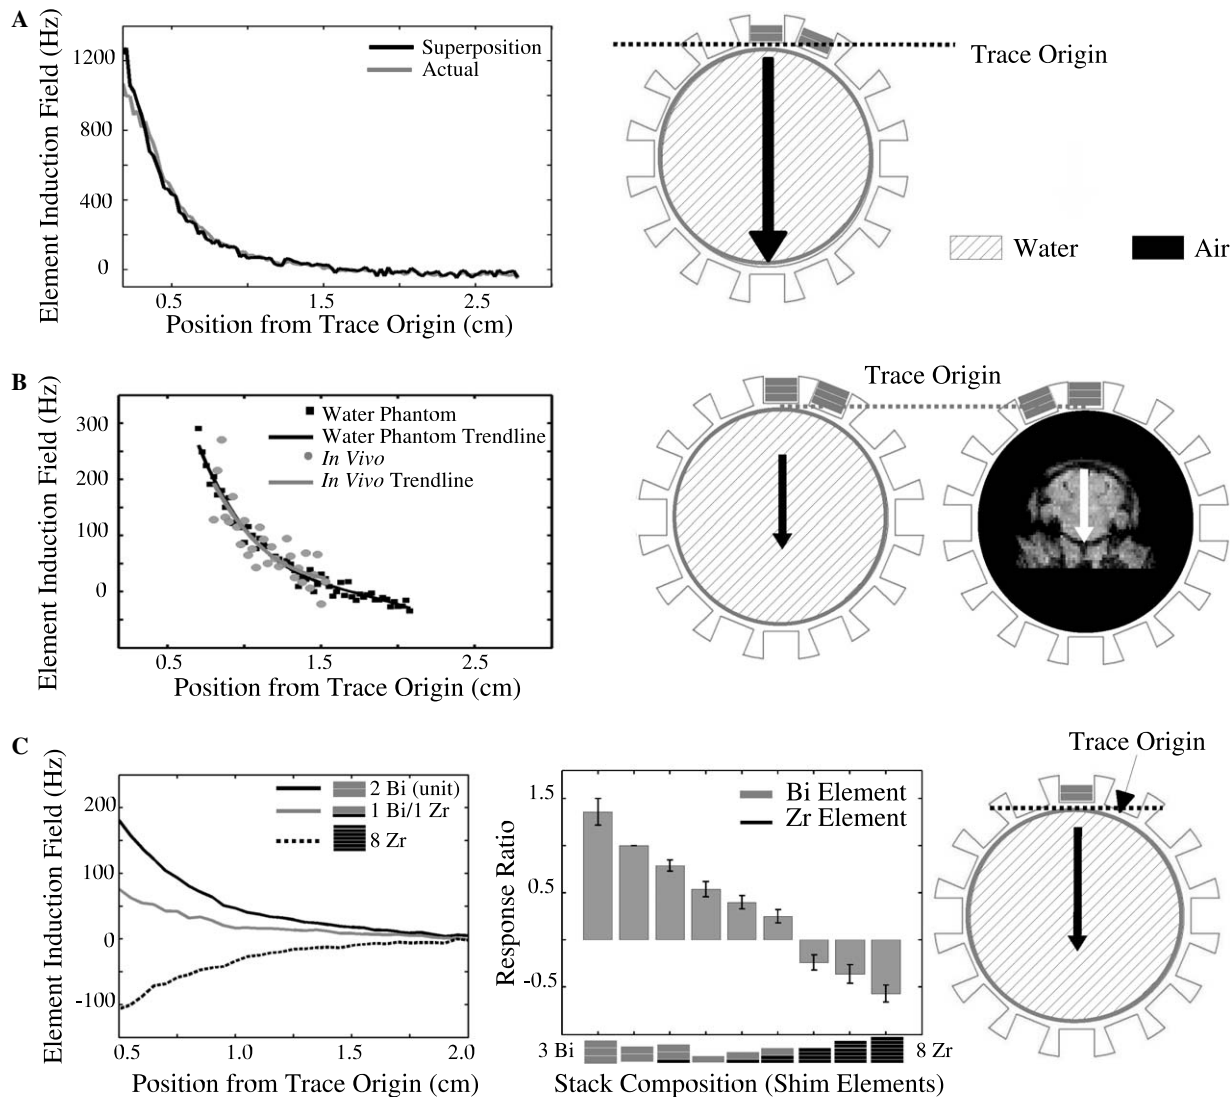 A
Element Induction Field (Hz)
1200
800
400
0
0.5
1.5
2.5
Position from Trace Origin (cm)
Superposition
Actual
Trace Origin
Water
Air
B
Element Induction Field (Hz)
300
200
100
0
0.5
1.5
2.5
Position from Trace Origin (cm)
Water Phantom
Water Phantom Trendline
In Vivo
In Vivo Trendline
Trace Origin
C
Element Induction Field (Hz)
200
100
0
-100
0.5
1.0
1.5
2.0
Position from Trace Origin (cm)
2 Bi (unit)
1 Bi/1 Zr
8 Zr
Response Ratio
1.5
0.5
-0.5
Bi Element
Zr Element
3 Bi
8 Zr
Stack Composition (Shim Elements)
Trace Origin